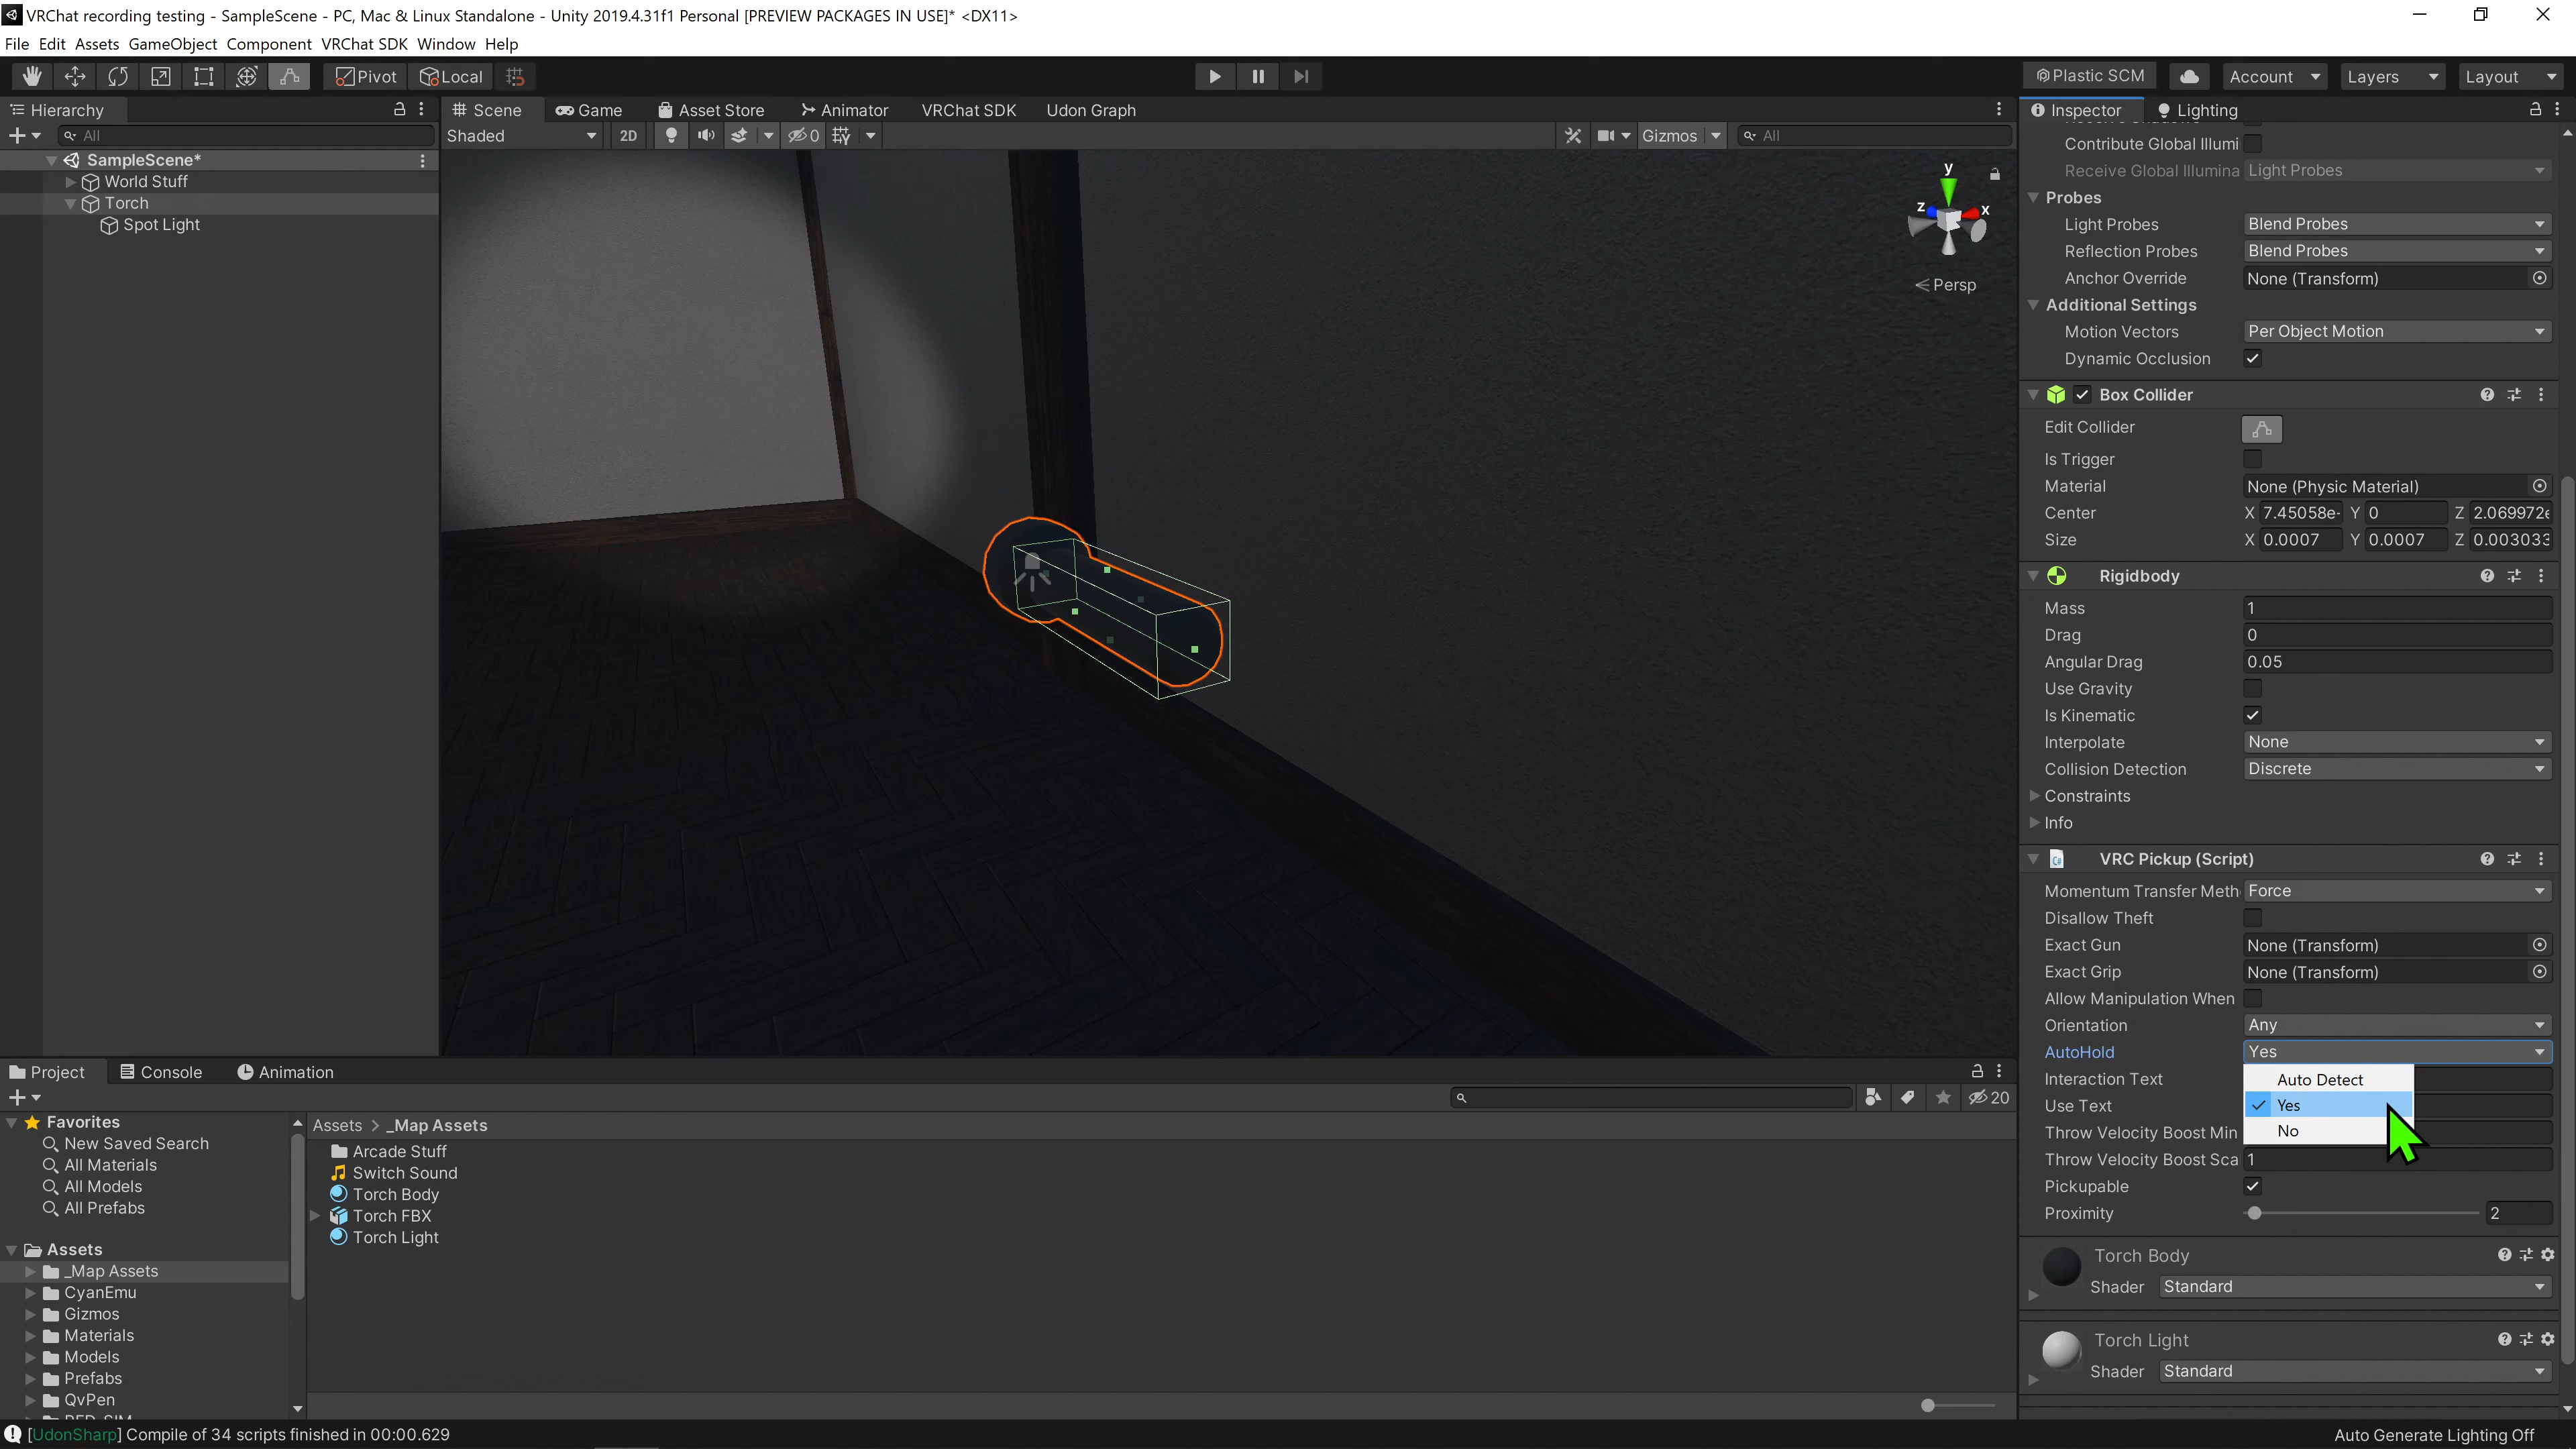 VRChat recording testing - SampleScene - PC, Mac & Linux Standalone - Unity 2019.4.31f1 Personal [PREVIEW PACKAGES IN USE]* <DX11>
File Edit Assets GameObject Component VRChat SDK Window Help
Pivot Local Plastic SCM Account Layers Layout
Hierarchy
All
SampleScene*
World Stuff
Torch
Spot Light
Scene Game Asset Store Animator VRChat SDK Udon Graph
Shaded 2D 0 Gizmos All
y
z x
Persp
Inspector Lighting
Contribute Global Illumi
Receive Global Illumina Light Probes
Probes
Light Probes Blend Probes
Reflection Probes Blend Probes
Anchor Override None (Transform)
Additional Settings
Motion Vectors Per Object Motion
Dynamic Occlusion
Box Collider
Edit Collider
Is Trigger
Material None (Physic Material)
Center X 7.45058e- Y 0 Z 2.069972e
Size X 0.0007 Y 0.0007 Z 0.003033
Rigidbody
Mass 1
Drag 0
Angular Drag 0.05
Use Gravity
Is Kinematic
Interpolate None
Collision Detection Discrete
Constraints
Info
VRC Pickup (Script)
Momentum Transfer Meth Force
Disallow Theft
Exact Gun None (Transform)
Exact Grip None (Transform)
Allow Manipulation When
Orientation Any
AutoHold Yes
Interaction Text
Use Text
Throw Velocity Boost Min
Throw Velocity Boost Sca 1
Auto Detect
Yes
No
Pickupable
Proximity 2
Torch Body
Shader Standard
Torch Light
Shader Standard
Project Console Animation
20
Favorites
New Saved Search
All Materials
All Models
All Prefabs
Assets
_Map Assets
CyanEmu
Gizmos
Materials
Models
Prefabs
QvPen
Assets > _Map Assets
Arcade Stuff
Switch Sound
Torch Body
Torch FBX
Torch Light
[UdonSharp] Compile of 34 scripts finished in 00:00.629
Auto Generate Lighting Off